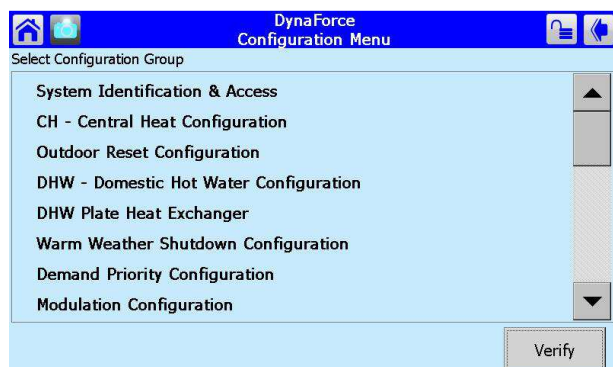 DynaForce
Configuration Menu
Select Configuration Group
System Identification & Access
CH - Central Heat Configuration
Outdoor Reset Configuration
DHW - Domestic Hot Water Configuration
DHW Plate Heat Exchanger
Warm Weather Shutdown Configuration
Demand Priority Configuration
Modulation Configuration
Verify